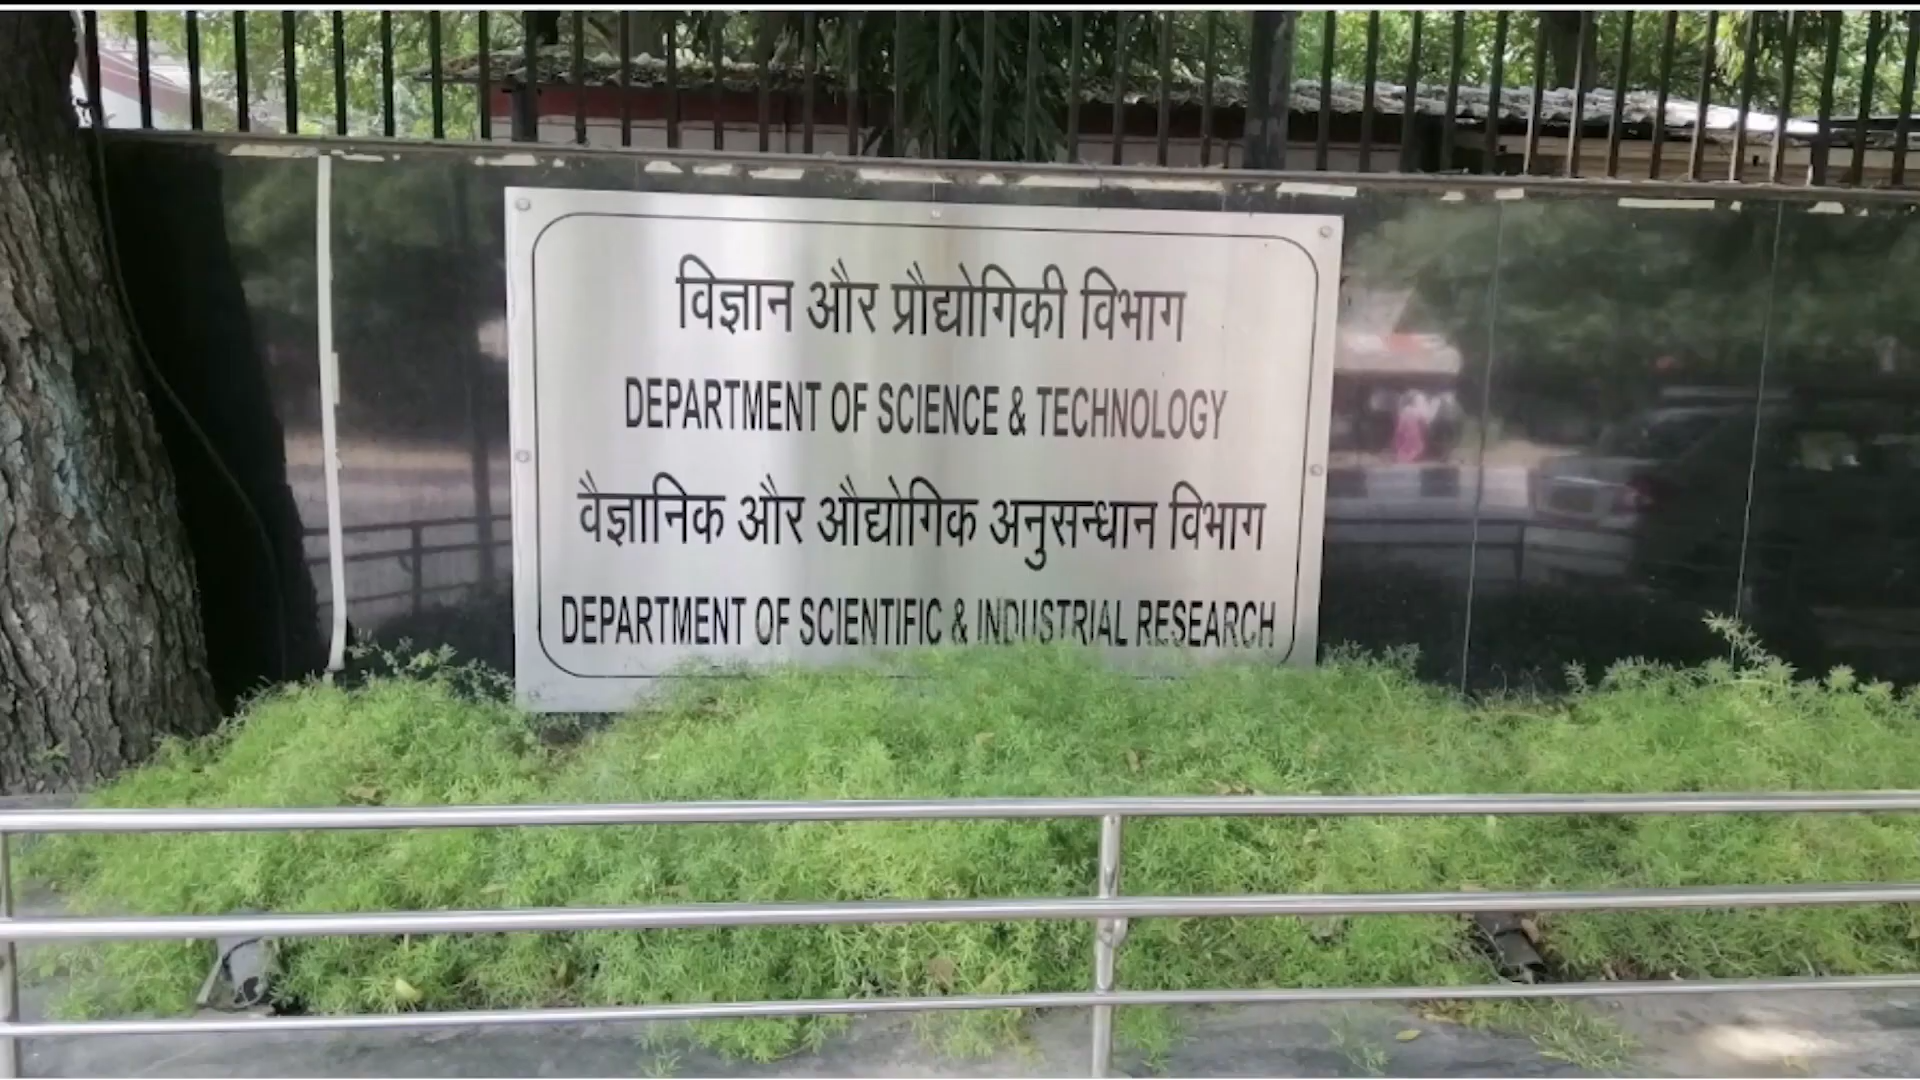 विज्ञान और प्रौद्योगिकी विभाग
DEPARTMENT OF SCIENCE & TECHNOLOGY
वैज्ञानिक और औद्योगिक अनुसन्धान विभाग
DEPARTMENT OF SCIENTIFIC & INDUSTRIAL RESEARCH